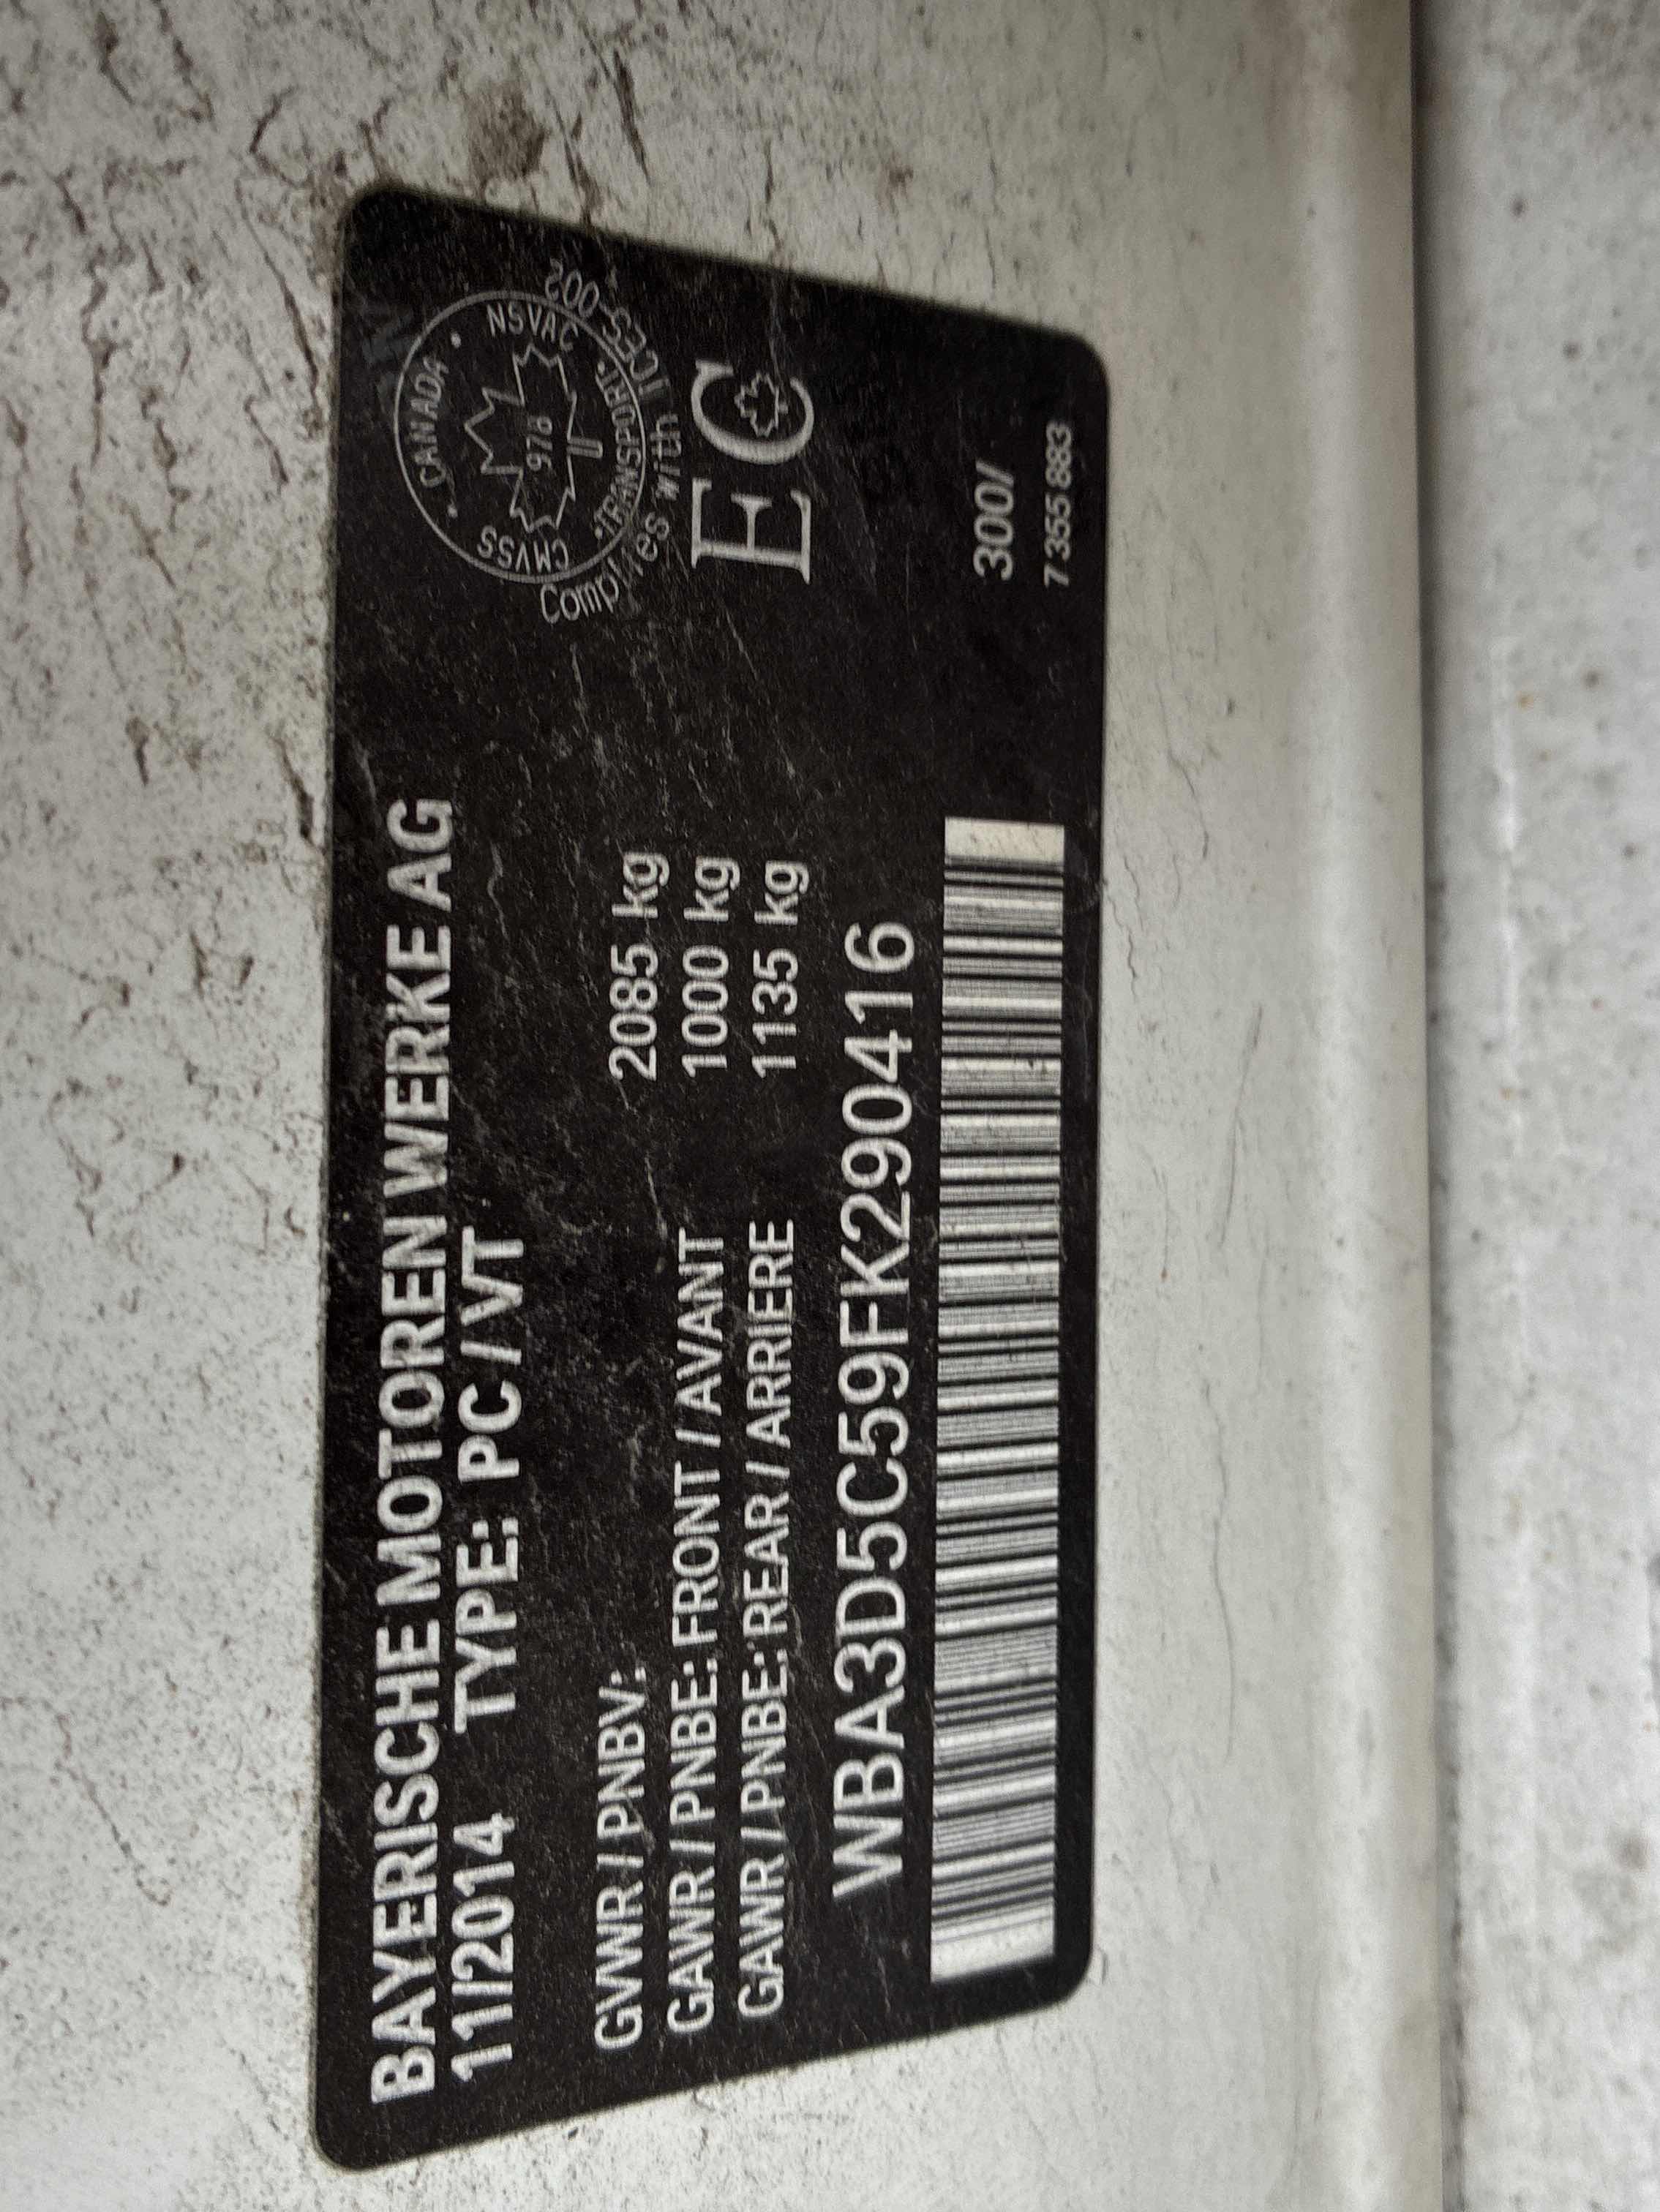 BAYERISCHE MOTOREN WERKE AG
11/2014 TYPE: PC / VT
GVWR / PNBV: 2085 kg
GAWR / PNBE: FRONT / AVANT 1000 kg
GAWR / PNBE: REAR / ARRIERE 1135 kg
WBA3D5C59FK290416
· CANADA ·
CMVSS
NSVAC
978
·TRANSPORT·
Complies with ICES-002
EC
300/
7 355 883